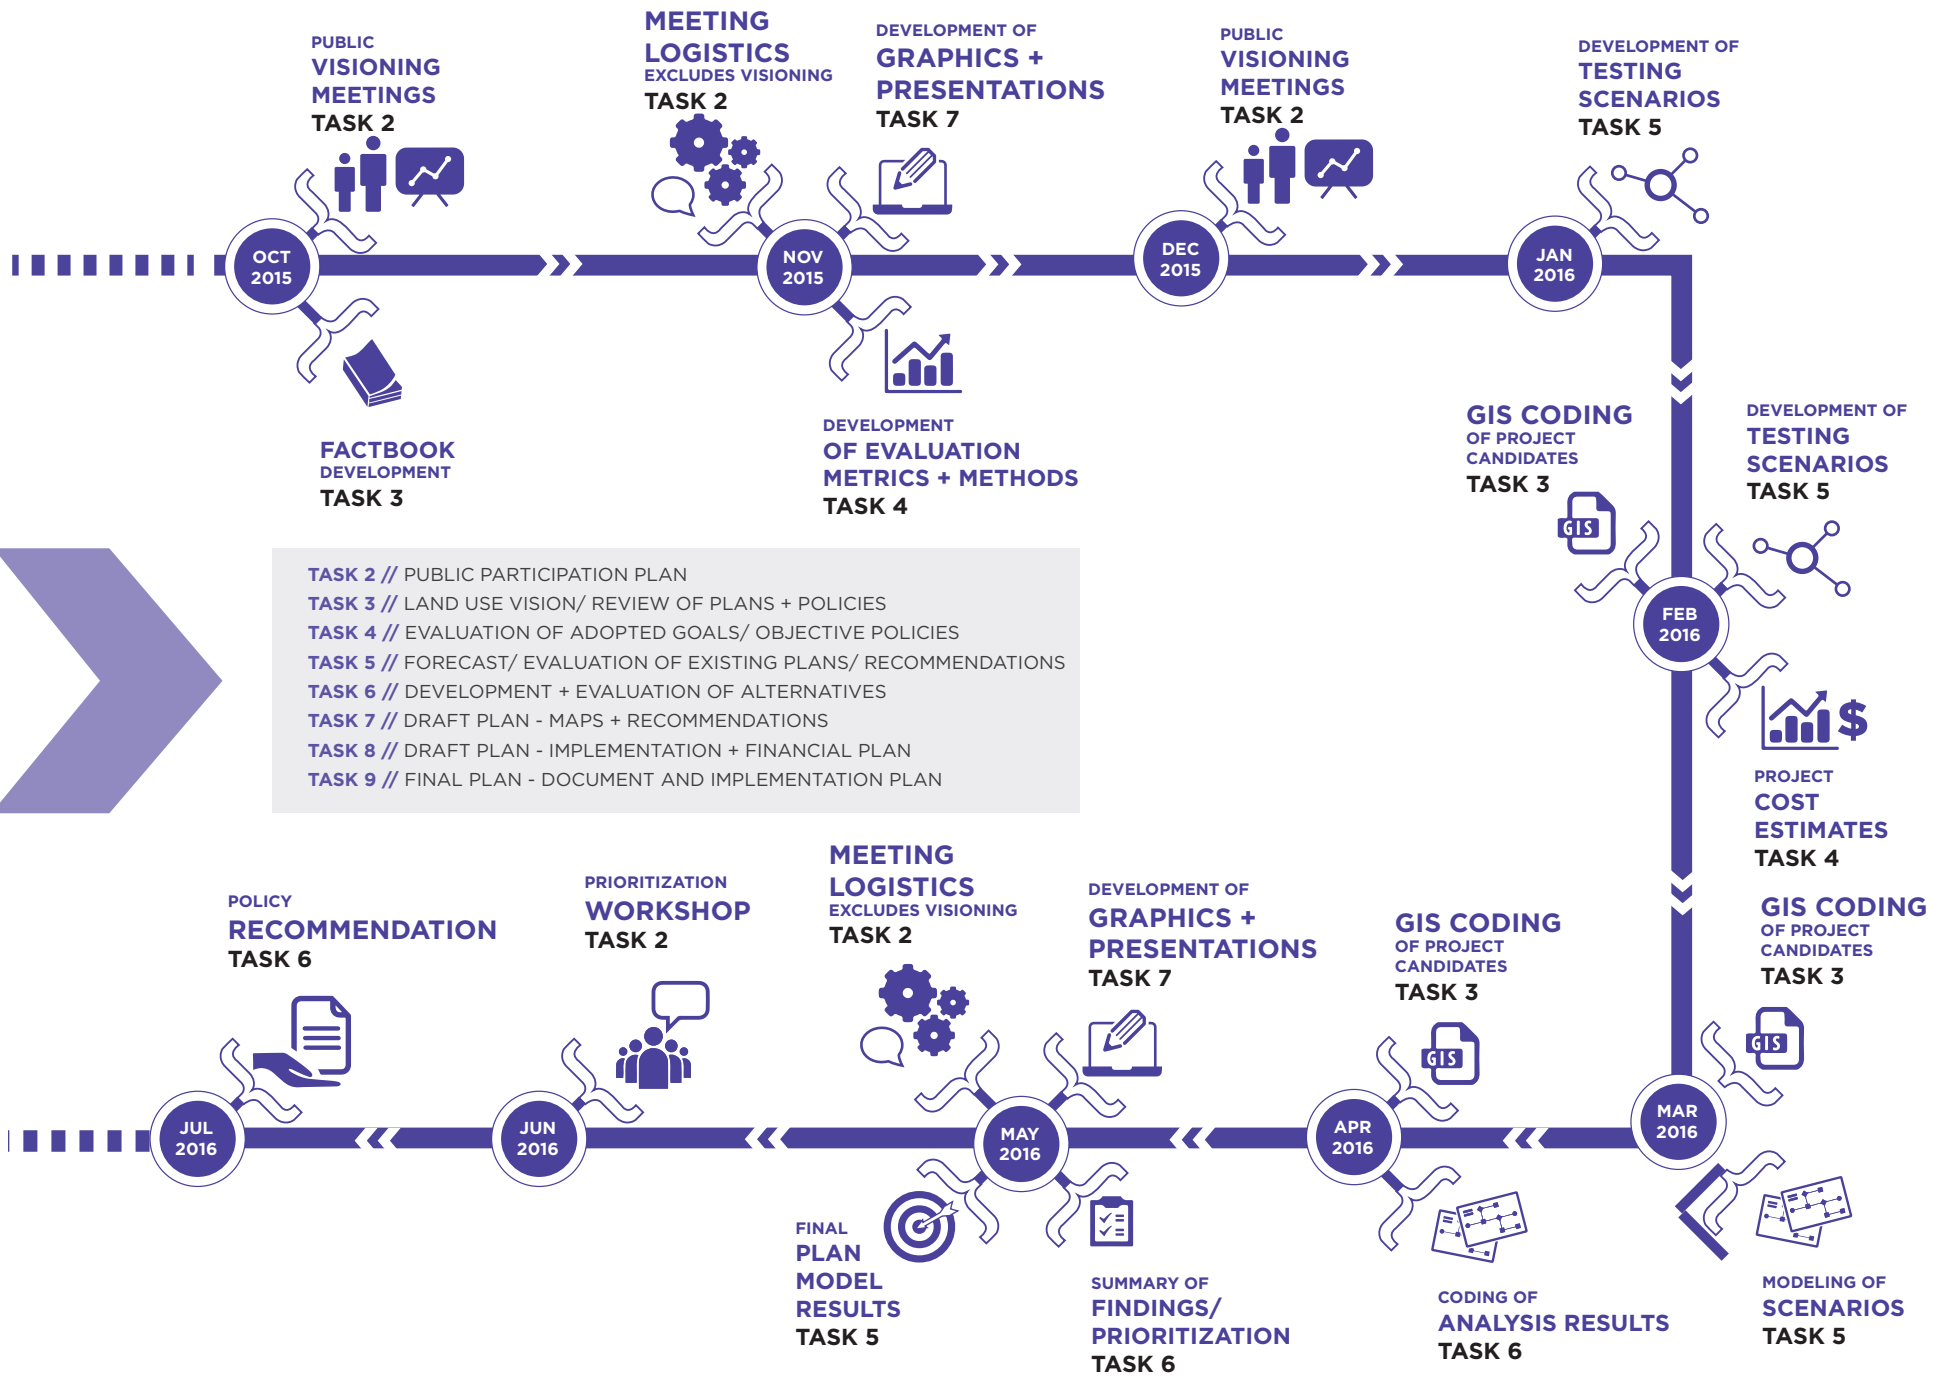 PUBLIC
VISIONING
MEETINGS
TASK 2
MEETING
LOGISTICS
EXCLUDES VISIONING
TASK 2
DEVELOPMENT OF
GRAPHICS +
PRESENTATIONS
TASK 7
PUBLIC
VISIONING
MEETINGS
TASK 2
DEVELOPMENT OF
TESTING
SCENARIOS
TASK 5
OCT
2015
NOV
2015
DEC
2015
JAN
2016
FACTBOOK
DEVELOPMENT
TASK 3
DEVELOPMENT
OF EVALUATION
METRICS + METHODS
TASK 4
GIS CODING
OF PROJECT
CANDIDATES
TASK 3
GIS
DEVELOPMENT OF
TESTING
SCENARIOS
TASK 5
FEB
2016
$
PROJECT
COST
ESTIMATES
TASK 4
TASK 2 // PUBLIC PARTICIPATION PLAN
TASK 3 // LAND USE VISION/ REVIEW OF PLANS + POLICIES
TASK 4 // EVALUATION OF ADOPTED GOALS/ OBJECTIVE POLICIES
TASK 5 // FORECAST/ EVALUATION OF EXISTING PLANS/ RECOMMENDATIONS
TASK 6 // DEVELOPMENT + EVALUATION OF ALTERNATIVES
TASK 7 // DRAFT PLAN - MAPS + RECOMMENDATIONS
TASK 8 // DRAFT PLAN - IMPLEMENTATION + FINANCIAL PLAN
TASK 9 // FINAL PLAN - DOCUMENT AND IMPLEMENTATION PLAN
POLICY
RECOMMENDATION
TASK 6
PRIORITIZATION
WORKSHOP
TASK 2
MEETING
LOGISTICS
EXCLUDES VISIONING
TASK 2
DEVELOPMENT OF
GRAPHICS +
PRESENTATIONS
TASK 7
GIS CODING
OF PROJECT
CANDIDATES
TASK 3
GIS
GIS CODING
OF PROJECT
CANDIDATES
TASK 3
GIS
JUL
2016
JUN
2016
MAY
2016
APR
2016
MAR
2016
FINAL
PLAN
MODEL
RESULTS
TASK 5
SUMMARY OF
FINDINGS/
PRIORITIZATION
TASK 6
CODING OF
ANALYSIS RESULTS
TASK 6
MODELING OF
SCENARIOS
TASK 5